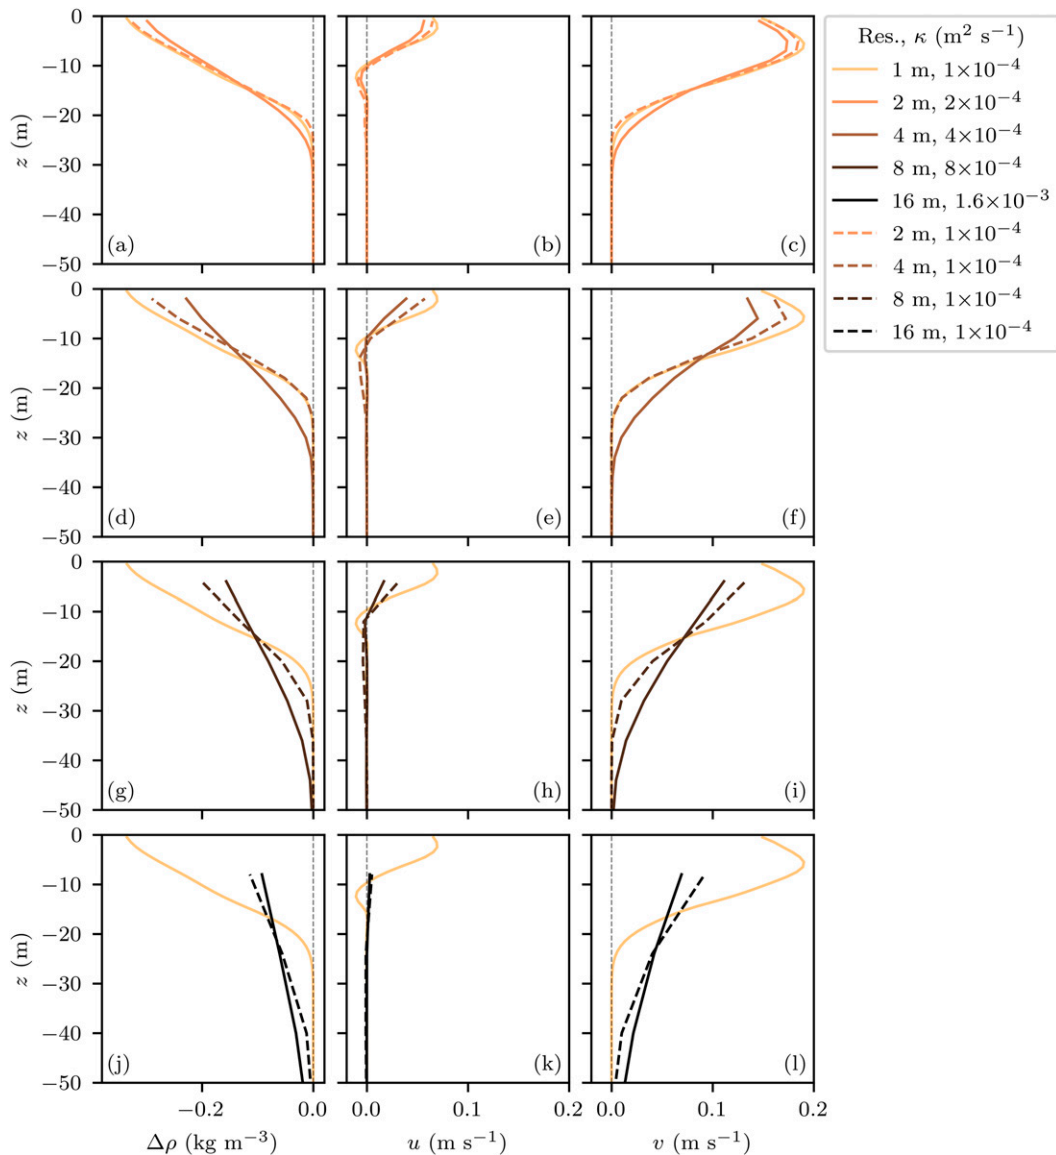 0
−10
−20
−30
−40
−50
z (m)
(a)
(b)
(c)
Res., κ (m² s⁻¹)
1 m, 1×10⁻⁴
2 m, 2×10⁻⁴
4 m, 4×10⁻⁴
8 m, 8×10⁻⁴
16 m, 1.6×10⁻³
2 m, 1×10⁻⁴
4 m, 1×10⁻⁴
8 m, 1×10⁻⁴
16 m, 1×10⁻⁴
0
−10
−20
−30
−40
−50
z (m)
(d)
(e)
(f)
0
−10
−20
−30
−40
−50
z (m)
(g)
(h)
(i)
0
−10
−20
−30
−40
−50
z (m)
(j)
(k)
(l)
−0.2 0.0
0.0 0.1 0.2
0.0 0.1 0.2
Δρ (kg m⁻³)
u (m s⁻¹)
v (m s⁻¹)